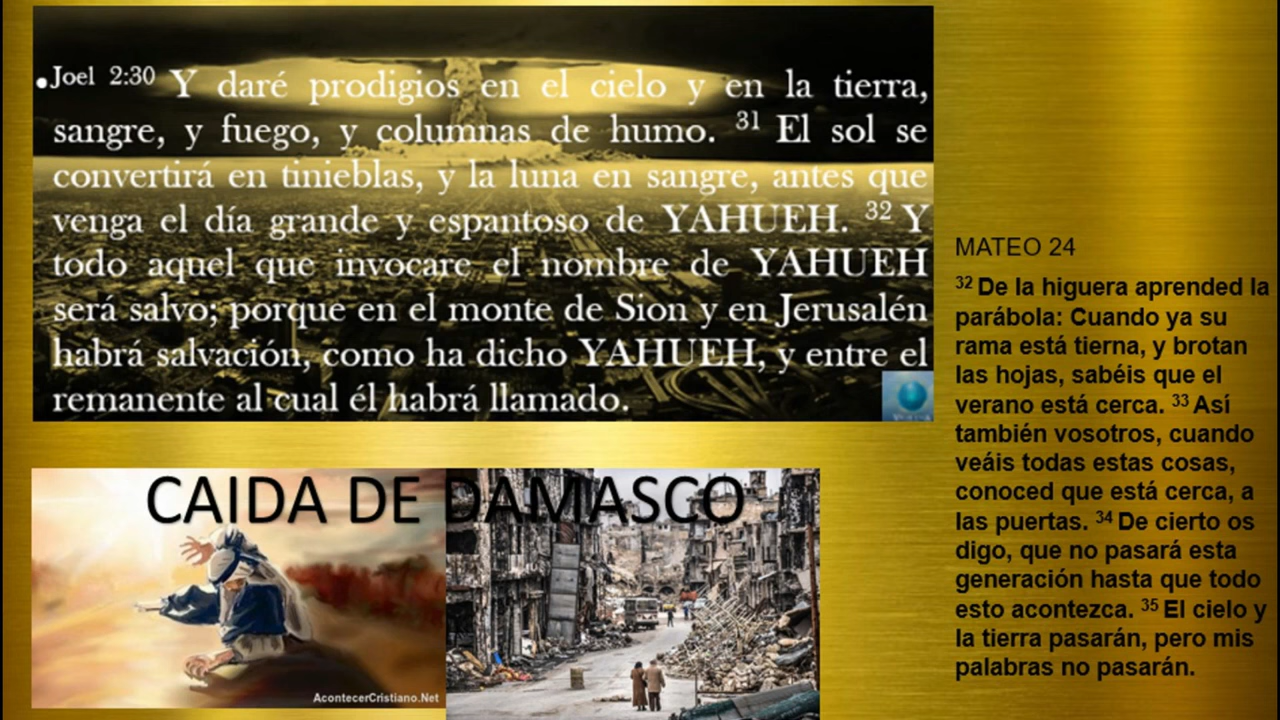 •Joel 2:30 Y daré prodigios en el cielo y en la tierra,
sangre, y fuego, y columnas de humo. 31 El sol se
convertirá en tinieblas, y la luna en sangre, antes que
venga el día grande y espantoso de YAHUEH. 32 Y
todo aquel que invocare el nombre de YAHUEH
será salvo; porque en el monte de Sion y en Jerusalén
habrá salvación, como ha dicho YAHUEH, y entre el
remanente al cual él habrá llamado.
CAIDA DE DAMASCO
AcontecerCristiano.Net
MATEO 24
32 De la higuera aprended la
parábola: Cuando ya su
rama está tierna, y brotan
las hojas, sabéis que el
verano está cerca. 33 Así
también vosotros, cuando
veáis todas estas cosas,
conoced que está cerca, a
las puertas. 34 De cierto os
digo, que no pasará esta
generación hasta que todo
esto acontezca. 35 El cielo y
la tierra pasarán, pero mis
palabras no pasarán.